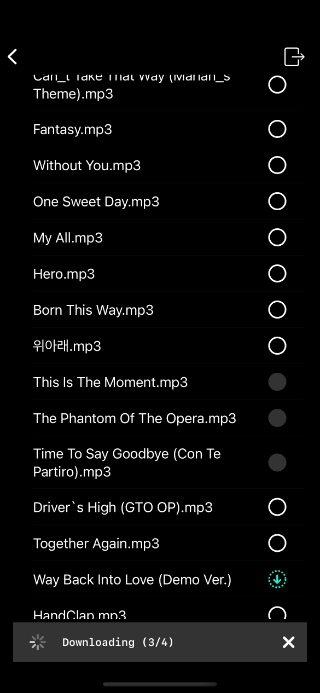 Can_t Take That Way (Mariah_s
Theme).mp3
Fantasy.mp3
Without You.mp3
One Sweet Day.mp3
My All.mp3
Hero.mp3
Born This Way.mp3
위아래.mp3
This Is The Moment.mp3
The Phantom Of The Opera.mp3
Time To Say Goodbye (Con Te
Partiro).mp3
Driver`s High (GTO OP).mp3
Together Again.mp3
Way Back Into Love (Demo Ver.)
HandClap.mp3
Downloading (3/4)